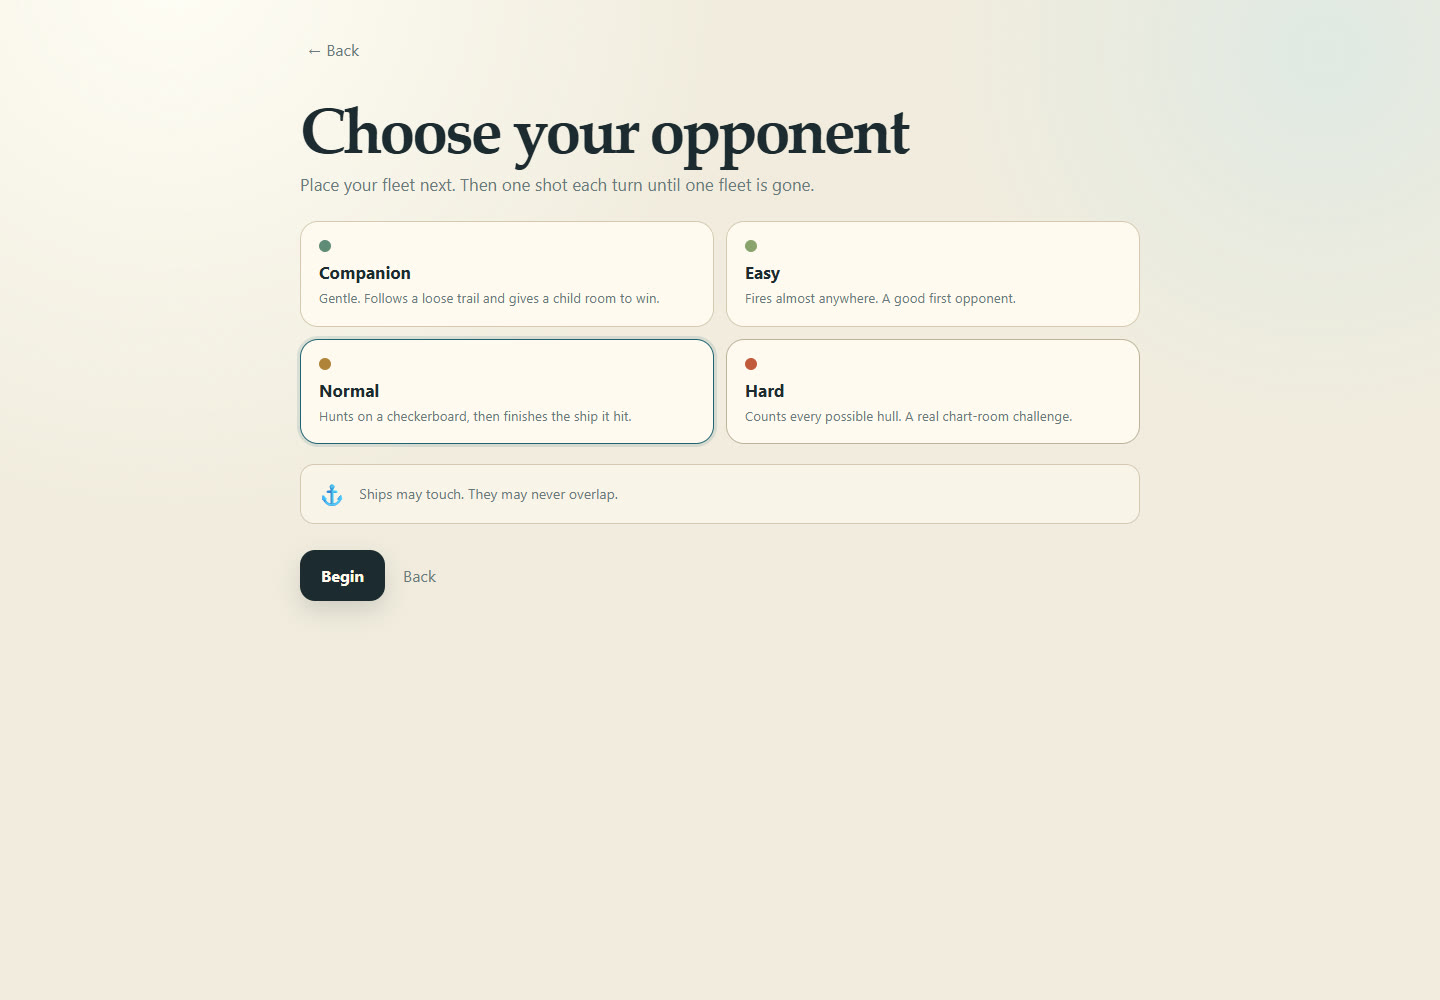 ← Back
Choose your opponent
Place your fleet next. Then one shot each turn until one fleet is gone.
Companion
Gentle. Follows a loose trail and gives a child room to win.
Easy
Fires almost anywhere. A good first opponent.
Normal
Hunts on a checkerboard, then finishes the ship it hit.
Hard
Counts every possible hull. A real chart-room challenge.
Ships may touch. They may never overlap.
Begin
Back